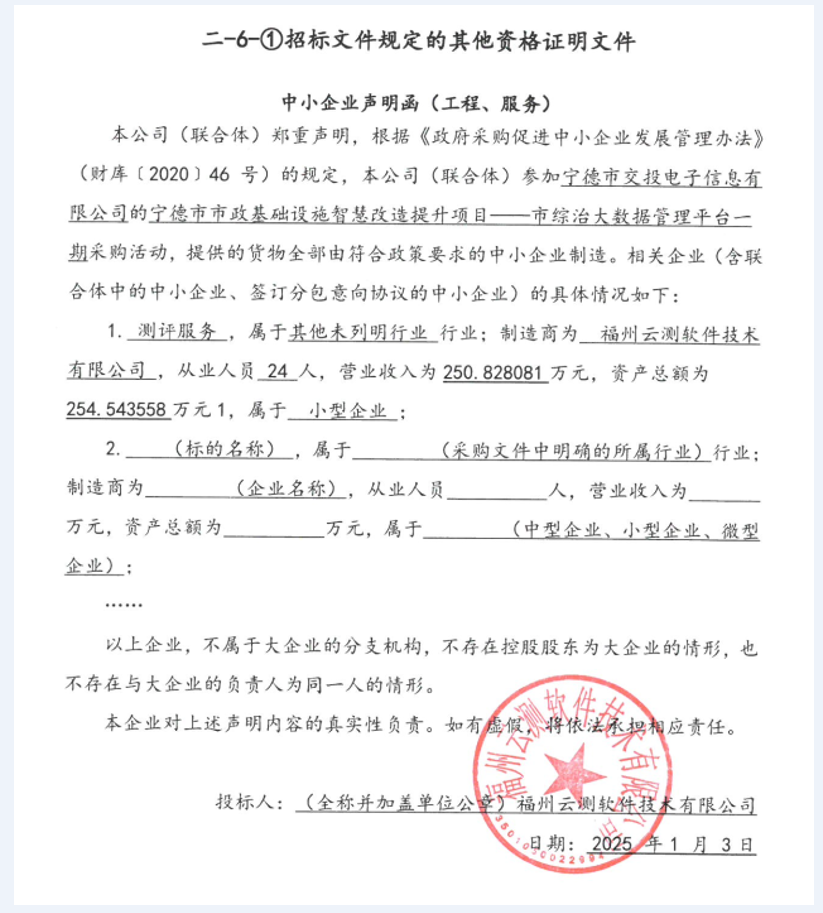 二-6-①招标文件规定的其他资格证明文件
中小企业声明函（工程、服务）
本公司（联合体）郑重声明，根据《政府采购促进中小企业发展管理办法》
（财库〔2020〕46 号）的规定，本公司（联合体）参加宁德市交投电子信息有
限公司的宁德市市政基础设施智慧改造提升项目——市综治大数据管理平台一
期采购活动，提供的货物全部由符合政策要求的中小企业制造。相关企业（含联
合体中的中小企业、签订分包意向协议的中小企业）的具体情况如下：
1. 测评服务 ，属于其他未列明行业 行业；制造商为 福州云测软件技术
有限公司 ，从业人员 24 人，营业收入为 250.828081 万元，资产总额为
254.543558 万元 1，属于 小型企业 ；
2. （标的名称） ，属于 （采购文件中明确的所属行业）行业；
制造商为 （企业名称），从业人员 人，营业收入为
万元，资产总额为 万元，属于 （中型企业、小型企业、微型
企业）；
……
以上企业，不属于大企业的分支机构，不存在控股股东为大企业的情形，也
不存在与大企业的负责人为同一人的情形。
本企业对上述声明内容的真实性负责。如有虚假，将依法承担相应责任。
投标人：（全称并加盖单位公章）福州云测软件技术有限公司
日期： 2025 年 1 月 3 日
福州云测软件技术有限公司